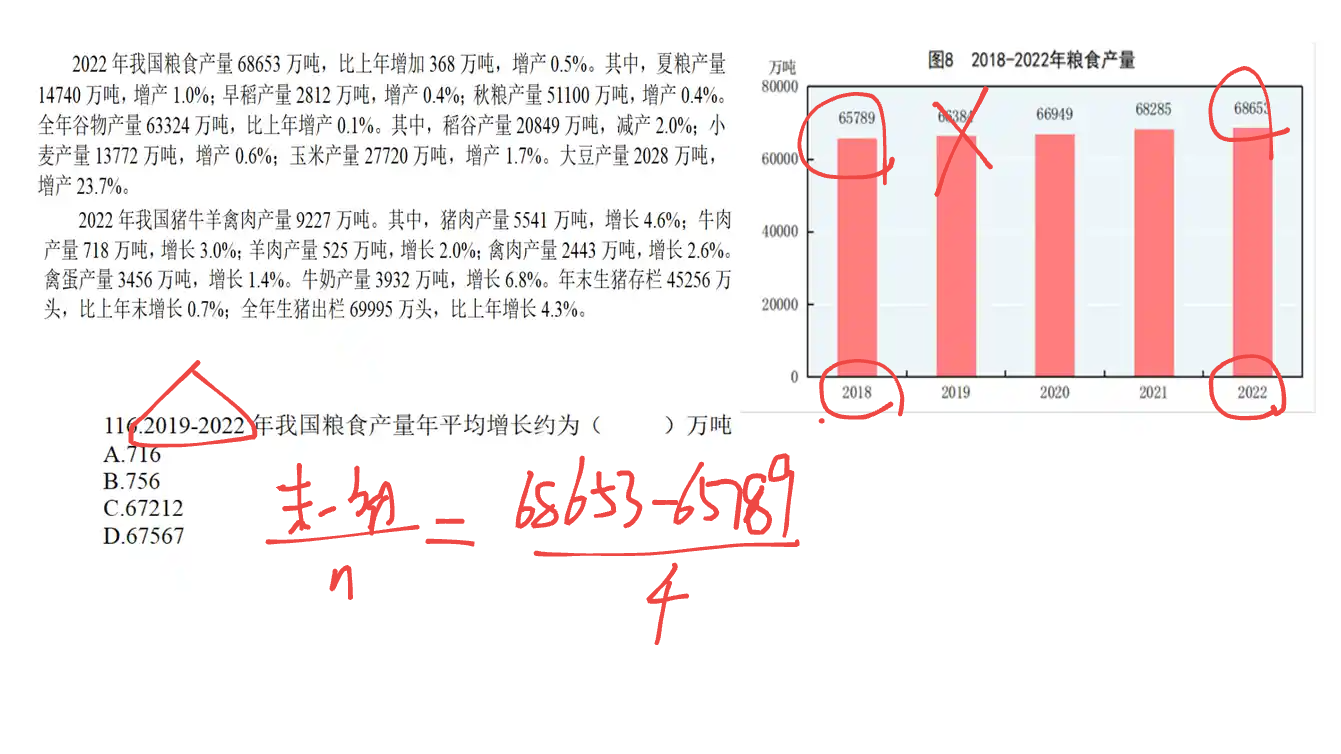 2022年我国粮食产量 68653 万吨，比上年增加 368 万吨，增产 0.5%。其中，夏粮产量
14740 万吨，增产 1.0%；早稻产量 2812 万吨，增产 0.4%；秋粮产量 51100 万吨，增产 0.4%。
全年谷物产量 63324 万吨，比上年增产 0.1%。其中，稻谷产量 20849 万吨，减产 2.0%；小
麦产量 13772 万吨，增产 0.6%；玉米产量 27720 万吨，增产 1.7%。大豆产量 2028 万吨，
增产 23.7%。
2022 年我国猪牛羊禽肉产量 9227 万吨。其中，猪肉产量 5541 万吨，增长 4.6%；牛肉
产量 718 万吨，增长 3.0%；羊肉产量 525 万吨，增长 2.0%；禽肉产量 2443 万吨，增长 2.6%。
禽蛋产量 3456 万吨，增长 1.4%。牛奶产量 3932 万吨，增长 6.8%。年末生猪存栏 45256 万
头，比上年末增长 0.7%；全年生猪出栏 69995 万头，比上年增长 4.3%。
图8 2018-2022年粮食产量
万吨
80000
60000
40000
20000
0
65789
66384
66949
68285
68653
2018
2019
2020
2021
2022
116.2019-2022 年我国粮食产量年平均增长约为（ ）万吨
A.716
B.756
C.67212
D.67567
末-初 = 68653-65789
n 4